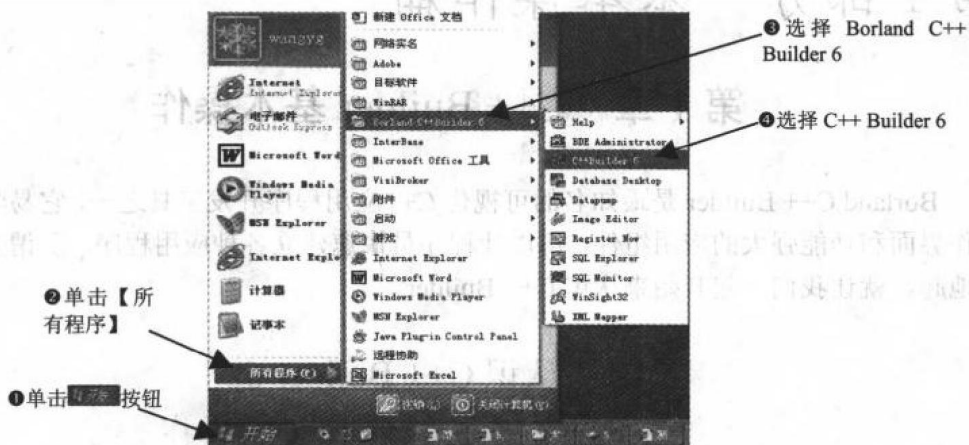 wangyg
Internet
Internet Explorer
电子邮件
Outlook Express
Microsoft Word
Windows Media
Player
MSN Explorer
Internet Explo
计算器
记事本
所有程序(P)
新建 Office 文档
网络实名
Adobe
目标软件
WinRAR
Borland C++Builder 6
InterBase
Microsoft Office 工具
VisiBroker
附件
启动
游戏
Internet Explorer
Microsoft Word
Windows Media Player
MSN Explorer
Java Plug-in Control Panel
远程协助
Microsoft Excel
Help
BDE Administrator
C++Builder 6
Database Desktop
Image Editor
SQL Explorer
SQL Monitor
WinSight32
XML Mapper
注销(L)
关闭计算机(U)
开始
❸选择 Borland C++
Builder 6
❹选择 C++ Builder 6
❷单击【所
有程序】
❶单击 开始 按钮